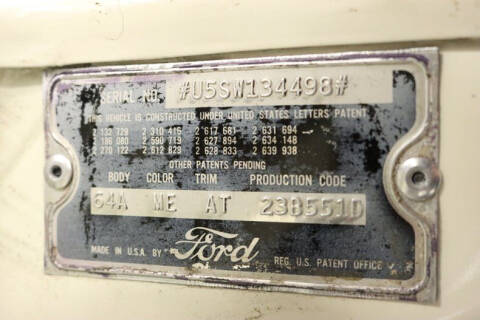 SERIAL NO. #U5SW134498#
THIS VEHICLE IS CONSTRUCTED UNDER UNITED STATES LETTERS PATENT
2 132 729 2 310 415 2 617 681 2 631 694
2 186 080 2 590 719 2 627 894 2 634 148
2 270 122 2 612 829 2 628 833 2 639 938
OTHER PATENTS PENDING
BODY COLOR TRIM PRODUCTION CODE
64A ME AT 23B551D
MADE IN U.S.A. BY Ford REG. U.S. PATENT OFFICE